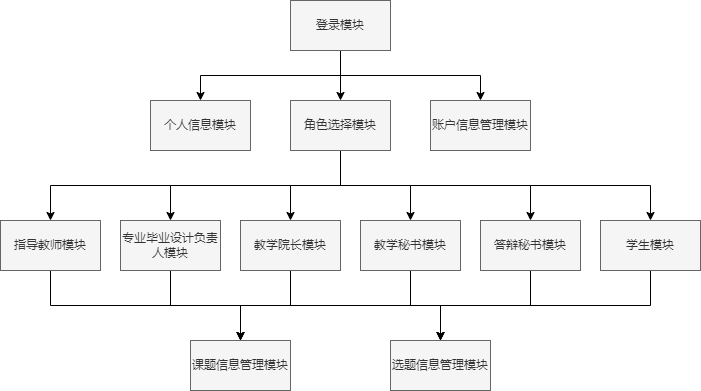 登录模块
个人信息模块
角色选择模块
账户信息管理模块
指导教师模块
专业毕业设计负责
人模块
教学院长模块
教学秘书模块
答辩秘书模块
学生模块
课题信息管理模块
选题信息管理模块